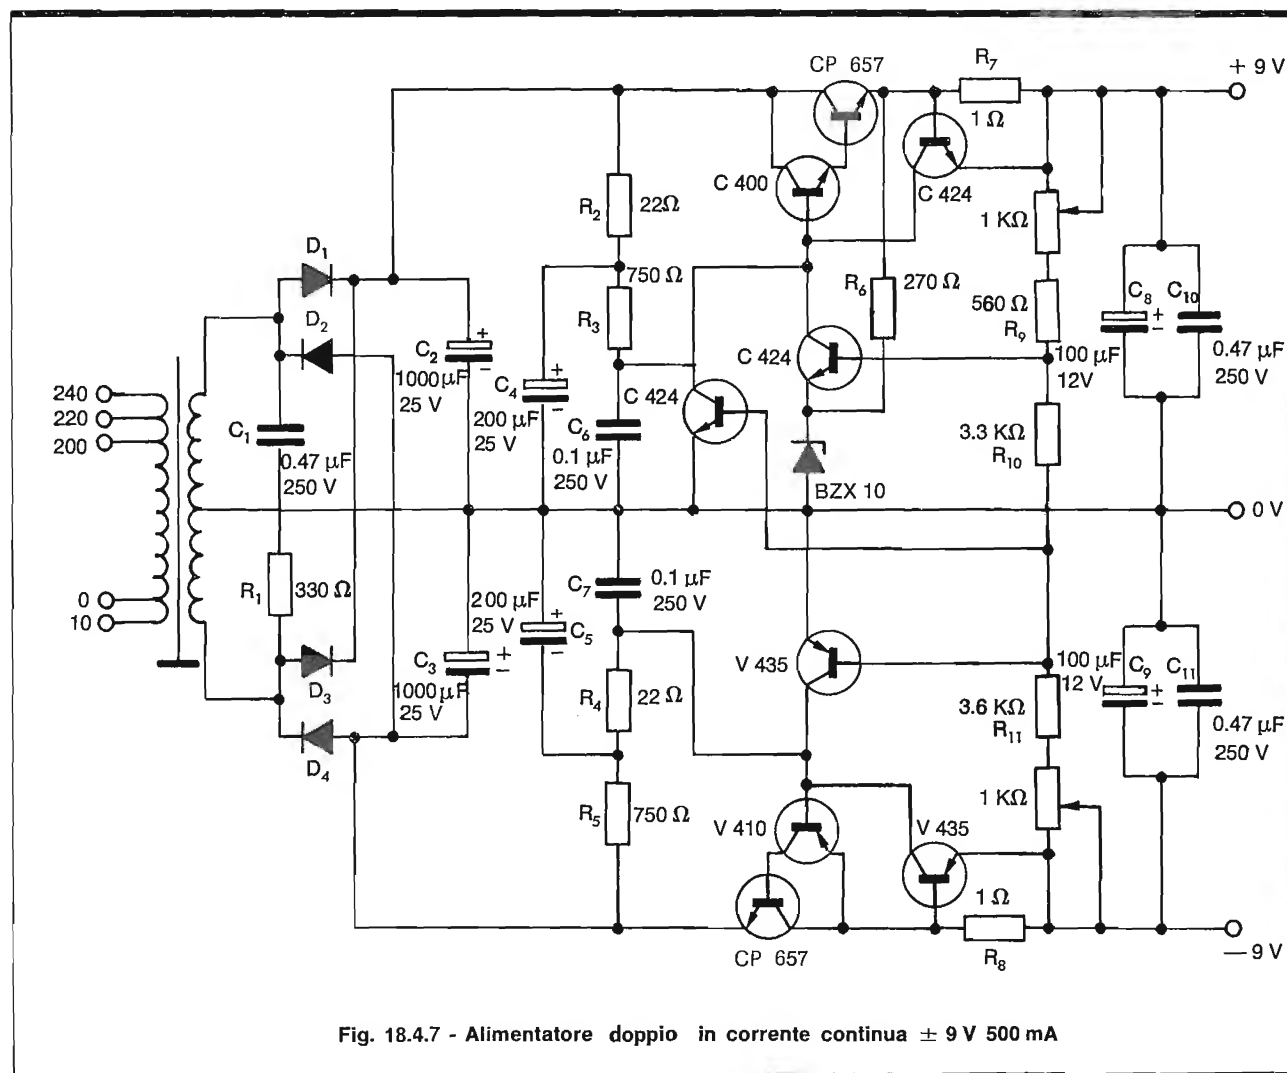 CP 657
R7
1 Ω
+ 9 V
C 400
C 424
R2
22Ω
1 KΩ
D1
750 Ω
R3
R6
270 Ω
560 Ω
R9
C8
+
−
C10
D2
C2
+
−
1000 µF
25 V
C4
+
−
200 µF
25 V
C 424
C 424
100 µF
12V
0.47 µF
250 V
240
220
200
C1
0.47 µF
250 V
C6
0.1 µF
250 V
3.3 KΩ
R10
BZX 10
0 V
R1
330 Ω
C7
0.1 µF
250 V
0
10
200 µF
25 V
+
−
C5
C3
+
−
1000 µF
25 V
D3
D4
R4
22 Ω
V 435
100 µF
12 V
C9
+
−
C11
0.47 µF
250 V
3.6 KΩ
R11
1 KΩ
R5
750 Ω
V 410
V 435
1 Ω
R8
CP 657
— 9 V
Fig. 18.4.7 - Alimentatore doppio in corrente continua ± 9 V 500 mA